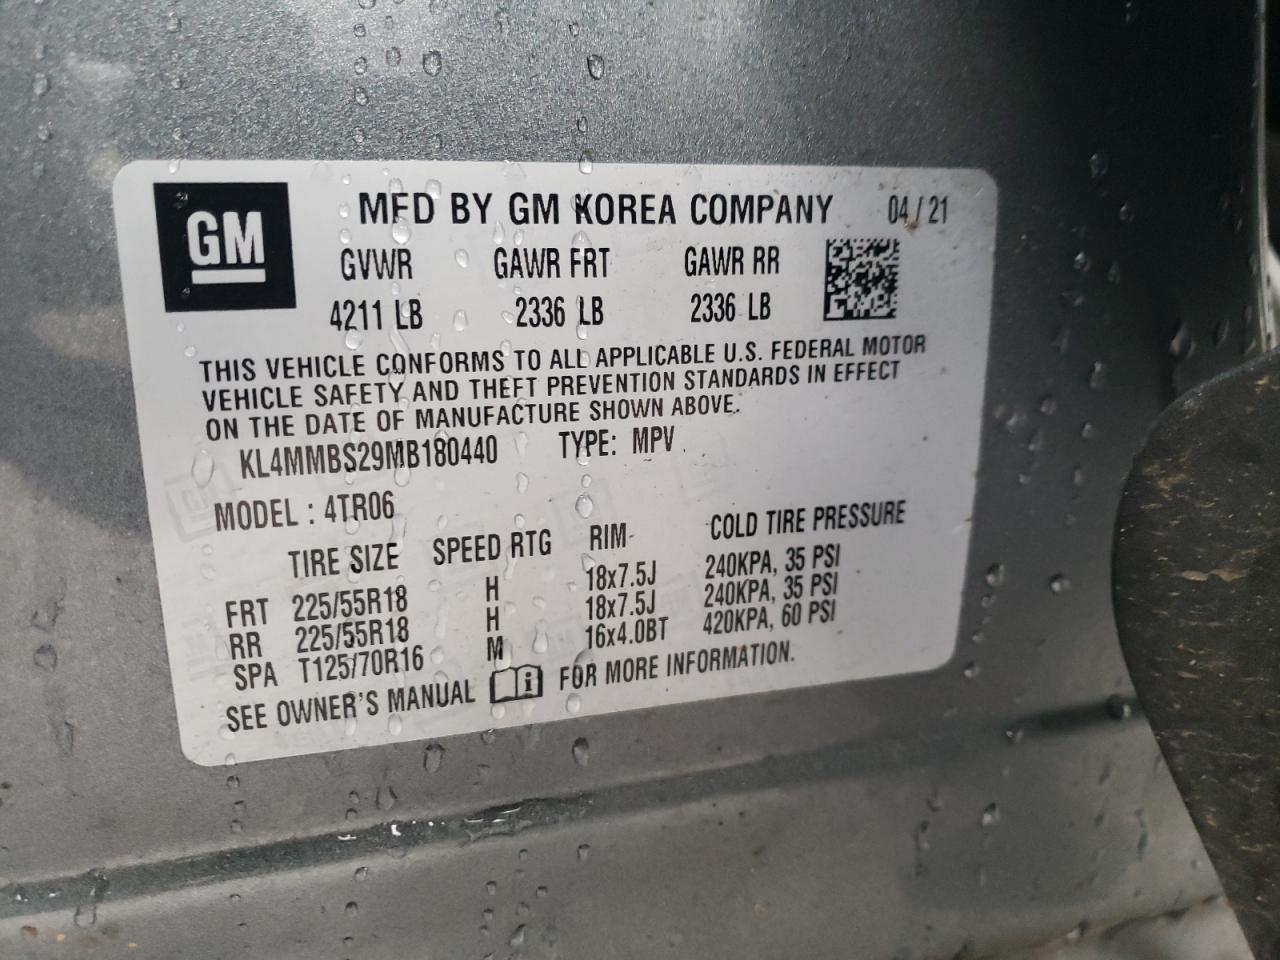 GM
MFD BY GM KOREA COMPANY 04/21
GVWR GAWR FRT GAWR RR
4211 LB 2336 LB 2336 LB
THIS VEHICLE CONFORMS TO ALL APPLICABLE U.S. FEDERAL MOTOR
VEHICLE SAFETY AND THEFT PREVENTION STANDARDS IN EFFECT
ON THE DATE OF MANUFACTURE SHOWN ABOVE.
KL4MMBS29MB180440 TYPE: MPV
MODEL : 4TR06
TIRE SIZE SPEED RTG RIM COLD TIRE PRESSURE
FRT 225/55R18 H 18x7.5J 240KPA, 35 PSI
RR 225/55R18 H 18x7.5J 240KPA, 35 PSI
SPA T125/70R16 M 16x4.0BT 420KPA, 60 PSI
SEE OWNER'S MANUAL FOR MORE INFORMATION.